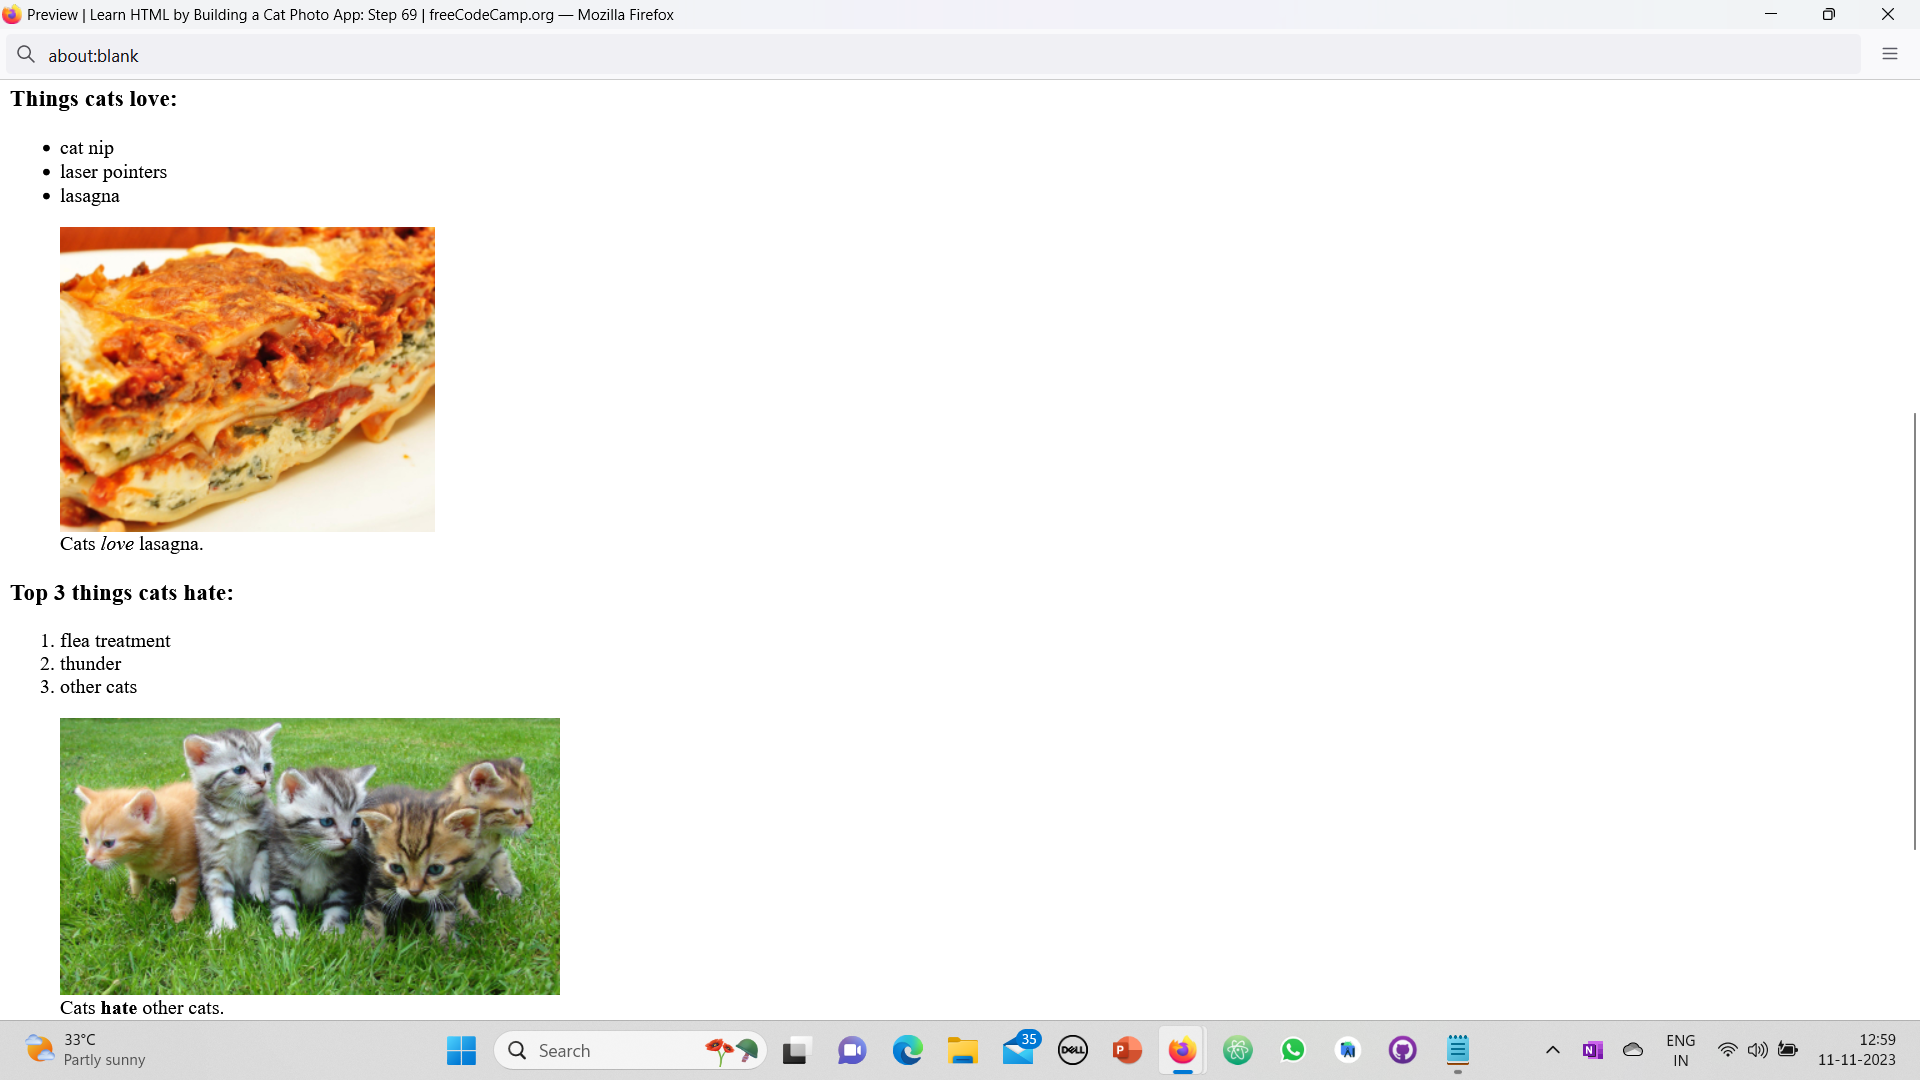 Preview | Learn HTML by Building a Cat Photo App: Step 69 | freeCodeCamp.org — Mozilla Firefox
about:blank
Things cats love:
• cat nip
• laser pointers
• lasagna
Cats love lasagna.
Top 3 things cats hate:
1. flea treatment
2. thunder
3. other cats
Cats hate other cats.
33°C
Partly sunny
Search
35
DELL
P
N
ENG
IN
12:59
11-11-2023